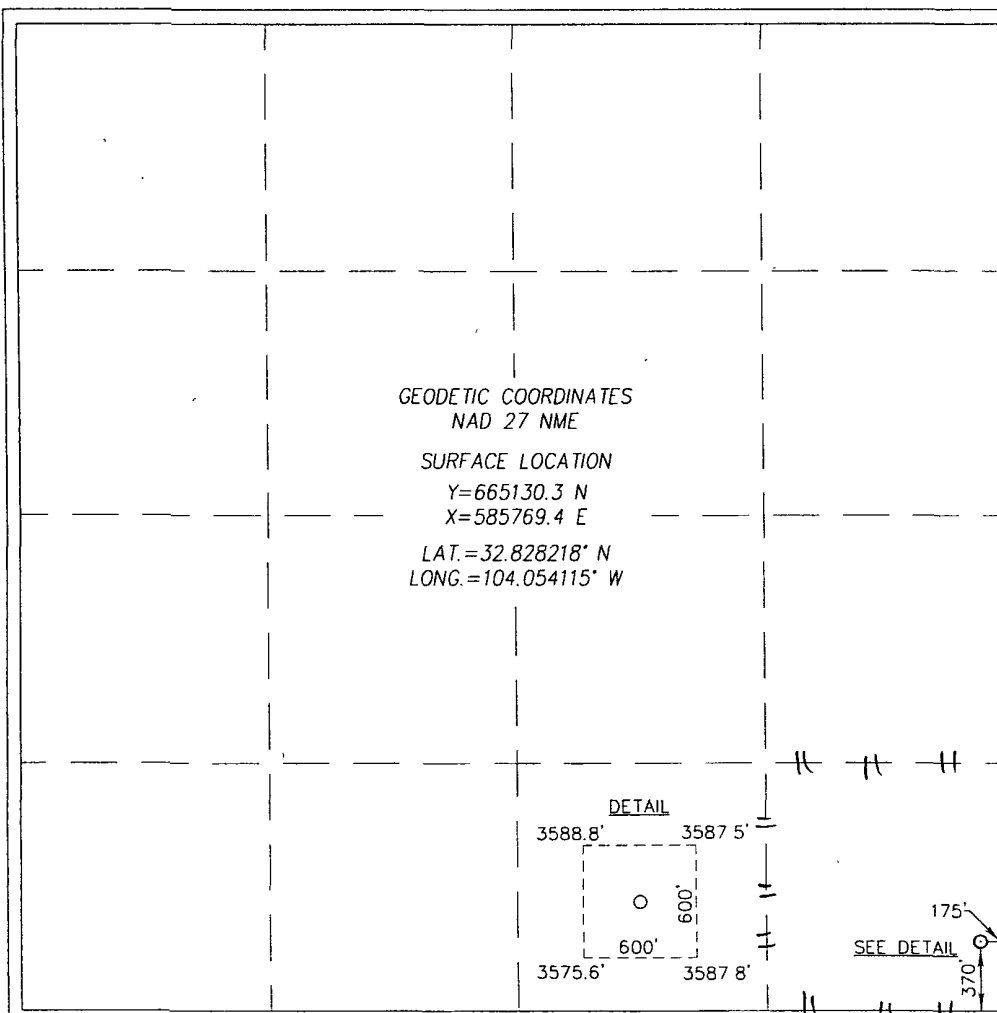 GEODETIC COORDINATES
NAD 27 NME
SURFACE LOCATION
Y=665130.3 N
X=585769.4 E
LAT.=32.828218° N
LONG.=104.054115° W
DETAIL
3588.8' 3587 5'
600'
600'
3575.6' 3587 8'
175'
SEE DETAIL
370'